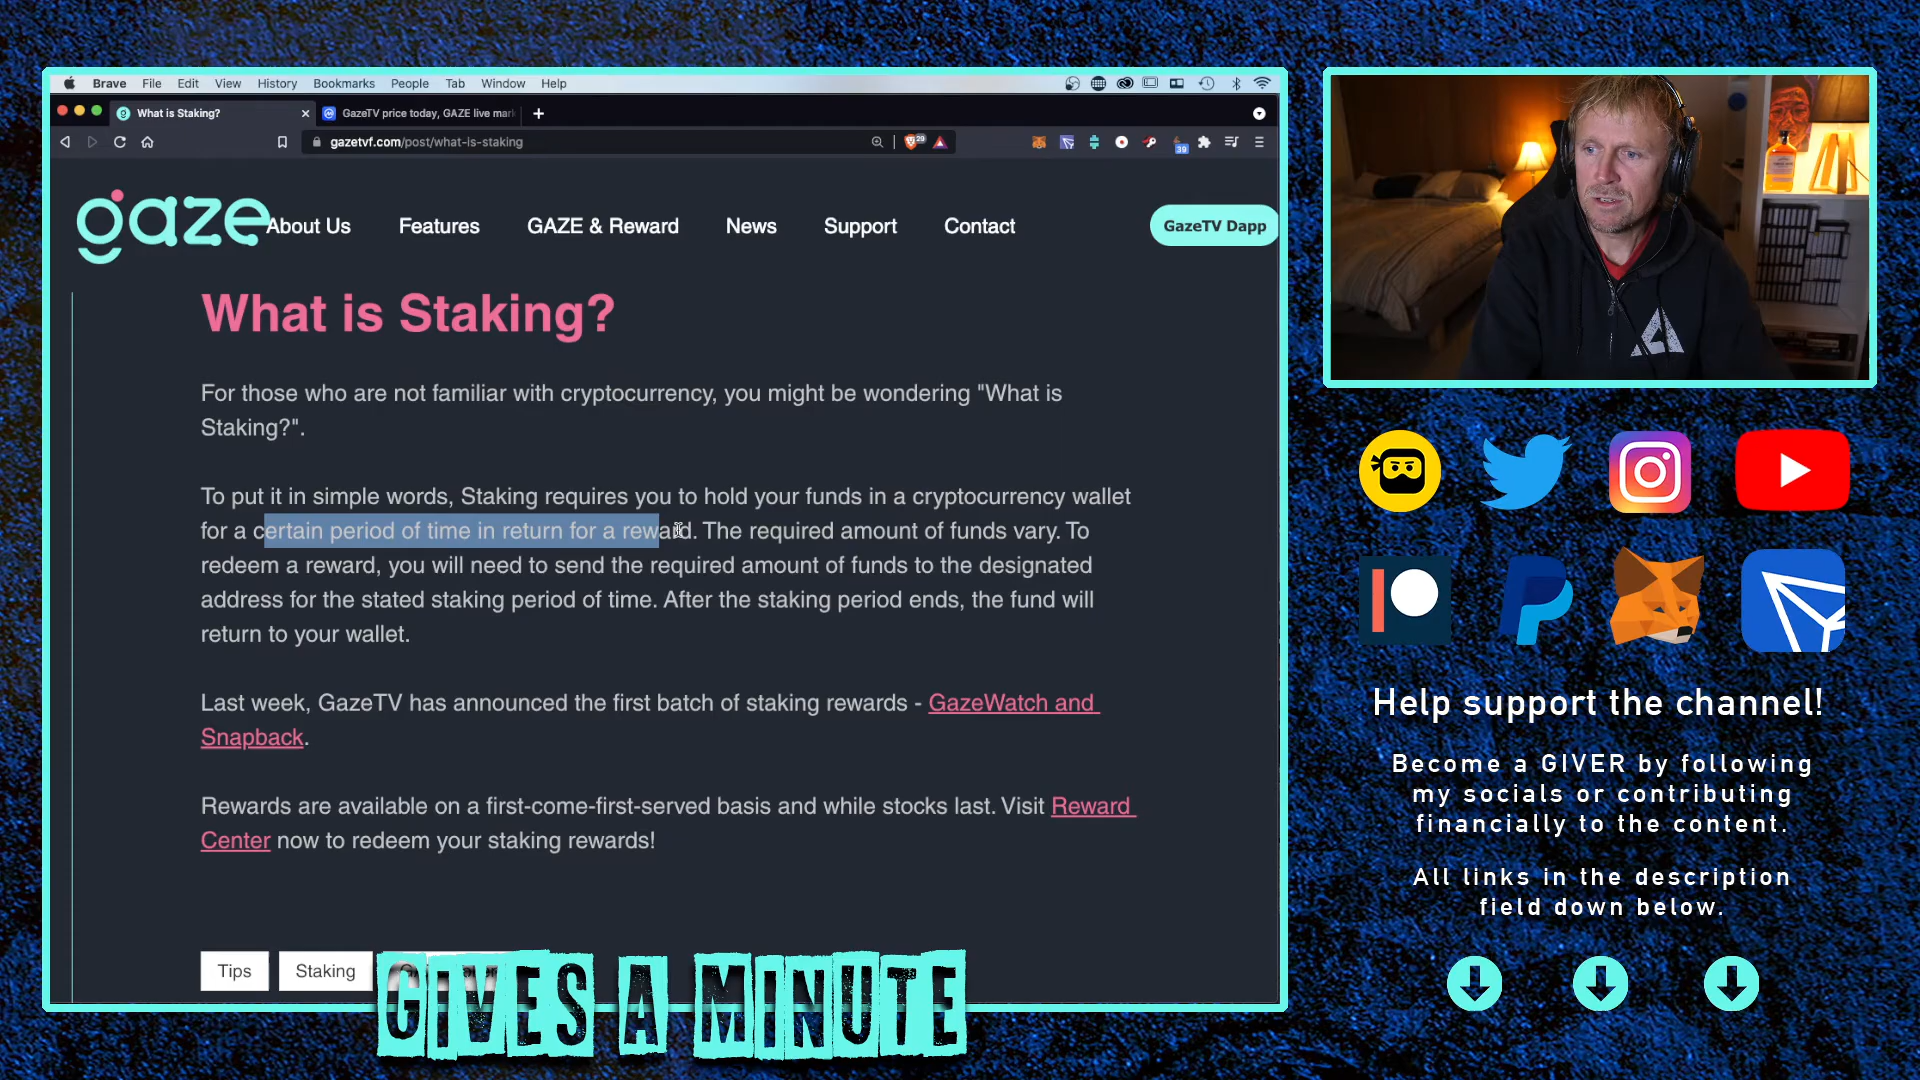 Brave File Edit View History Bookmarks People Tab Window Help
What is Staking?
GazeTV price today, GAZE live mar
gazetvf.com/post/what-is-staking
29
39
gaze
About Us
Features
GAZE & Reward
News
Support
Contact
GazeTV Dapp
What is Staking?
For those who are not familiar with cryptocurrency, you might be wondering "What is
Staking?".
To put it in simple words, Staking requires you to hold your funds in a cryptocurrency wallet
for a certain period of time in return for a reward. The required amount of funds vary. To
redeem a reward, you will need to send the required amount of funds to the designated
address for the stated staking period of time. After the staking period ends, the fund will
return to your wallet.
Last week, GazeTV has announced the first batch of staking rewards - GazeWatch and
Snapback.
Rewards are available on a first-come-first-served basis and while stocks last. Visit Reward
Center now to redeem your staking rewards!
Tips
Staking
GIVES A MINUTE
Help support the channel!
Become a GIVER by following
my socials or contributing
financially to the content.
All links in the description
field down below.